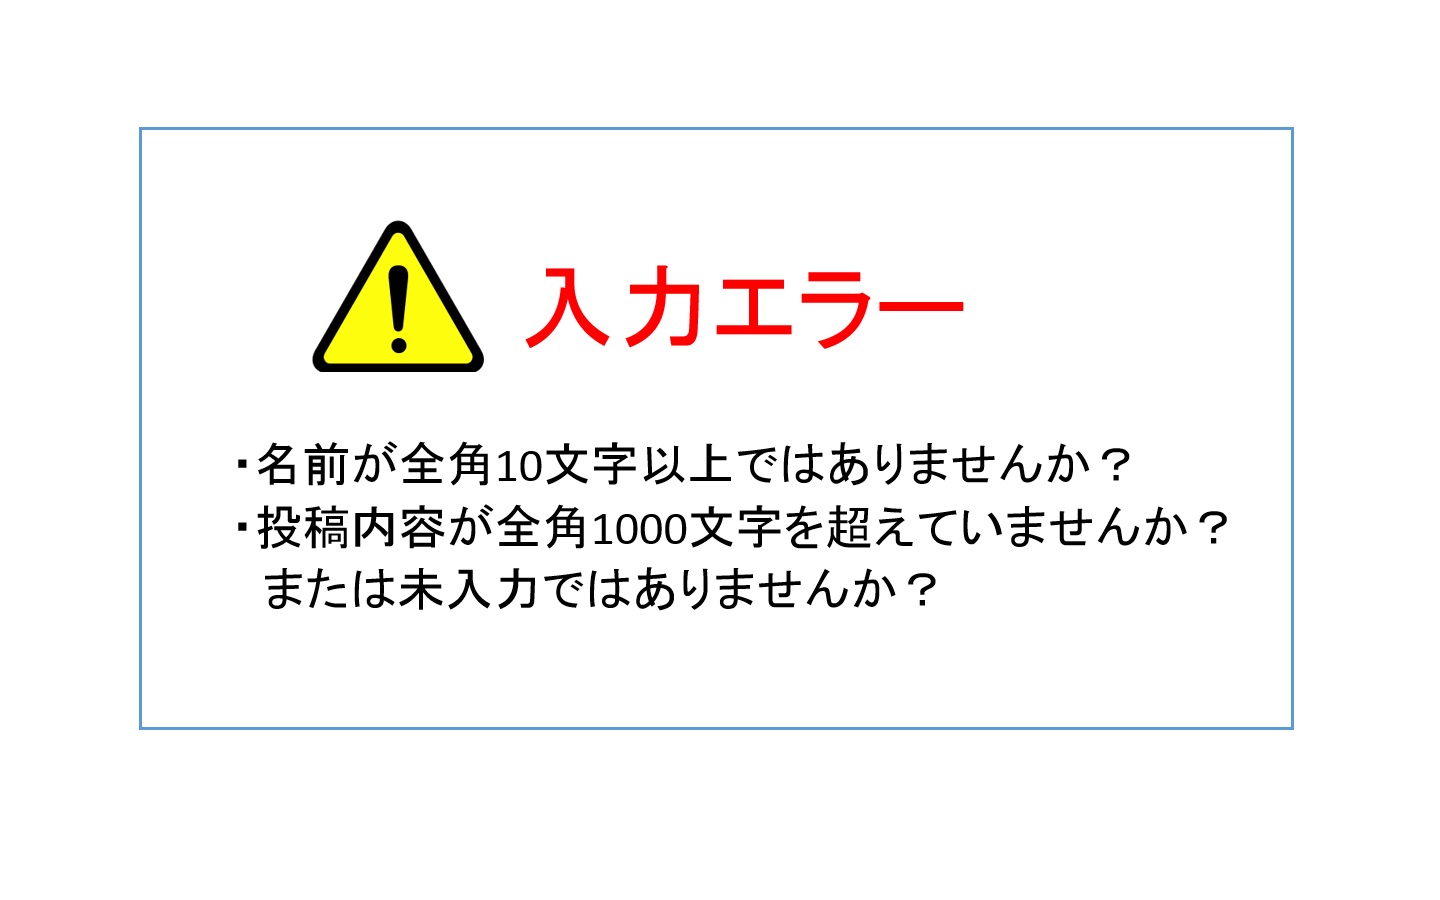 入力エラー
・名前が全角10文字以上ではありませんか？
・投稿内容が全角1000文字を超えていませんか？
または未入力ではありませんか？